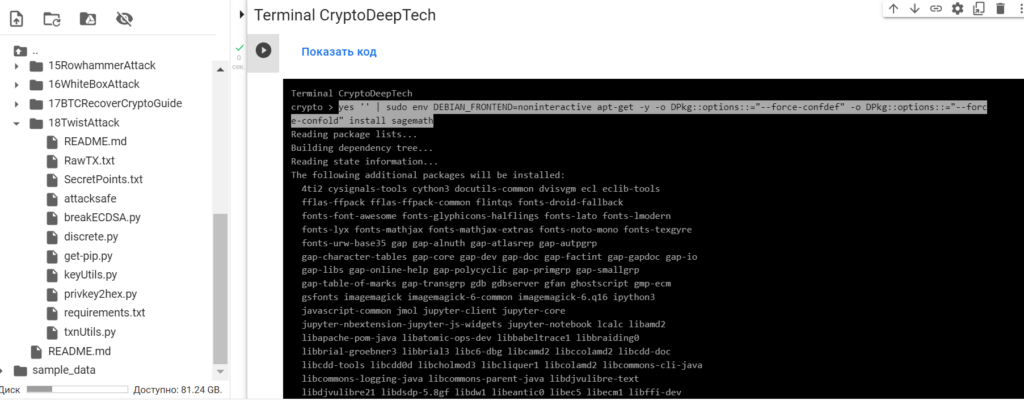 ..
15RowhammerAttack
16WhiteBoxAttack
17BTCRecoverCryptoGuide
18TwistAttack
README.md
RawTX.txt
SecretPoints.txt
attacksafe
breakECDSA.py
discrete.py
get-pip.py
keyUtils.py
privkey2hex.py
requirements.txt
txnUtils.py
README.md
sample_data
Диск
Доступно: 81.24 GB.
0
сек.
Terminal CryptoDeepTech
Показать код
Terminal CryptoDeepTech
crypto > yes '' | sudo env DEBIAN_FRONTEND=noninteractive apt-get -y -o DPkg::options::="--force-confdef" -o DPkg::options::="--forc
e-confold" install sagemath
Reading package lists...
Building dependency tree...
Reading state information...
The following additional packages will be installed:
4ti2 cysignals-tools cython3 docutils-common dvisvgm ecl eclib-tools
fflas-ffpack fflas-ffpack-common flintqs fonts-droid-fallback
fonts-font-awesome fonts-glyphicons-halflings fonts-lato fonts-lmodern
fonts-lyx fonts-mathjax fonts-mathjax-extras fonts-noto-mono fonts-texgyre
fonts-urw-base35 gap gap-alnuth gap-atlasrep gap-autpgrp
gap-character-tables gap-core gap-dev gap-doc gap-factint gap-gapdoc gap-io
gap-libs gap-online-help gap-polycyclic gap-primgrp gap-smallgrp
gap-table-of-marks gap-transgrp gdb gdbserver gfan ghostscript gmp-ecm
gsfonts imagemagick imagemagick-6-common imagemagick-6.q16 ipython3
javascript-common jmol jupyter-client jupyter-core
jupyter-nbextension-jupyter-js-widgets jupyter-notebook lcalc libamd2
libapache-pom-java libatomic-ops-dev libbabeltrace1 libbraiding0
libbrial-groebner3 libbrial3 libc6-dbg libcamd2 libccolamd2 libcdd-doc
libcdd-tools libcdd0d libcholmod3 libcliquer1 libcolamd2 libcommons-cli-java
libcommons-logging-java libcommons-parent-java libdjvulibre-text
libdjvulibre21 libdsdp-5.8gf libdw1 libeantic0 libec5 libecm1 libffi-dev